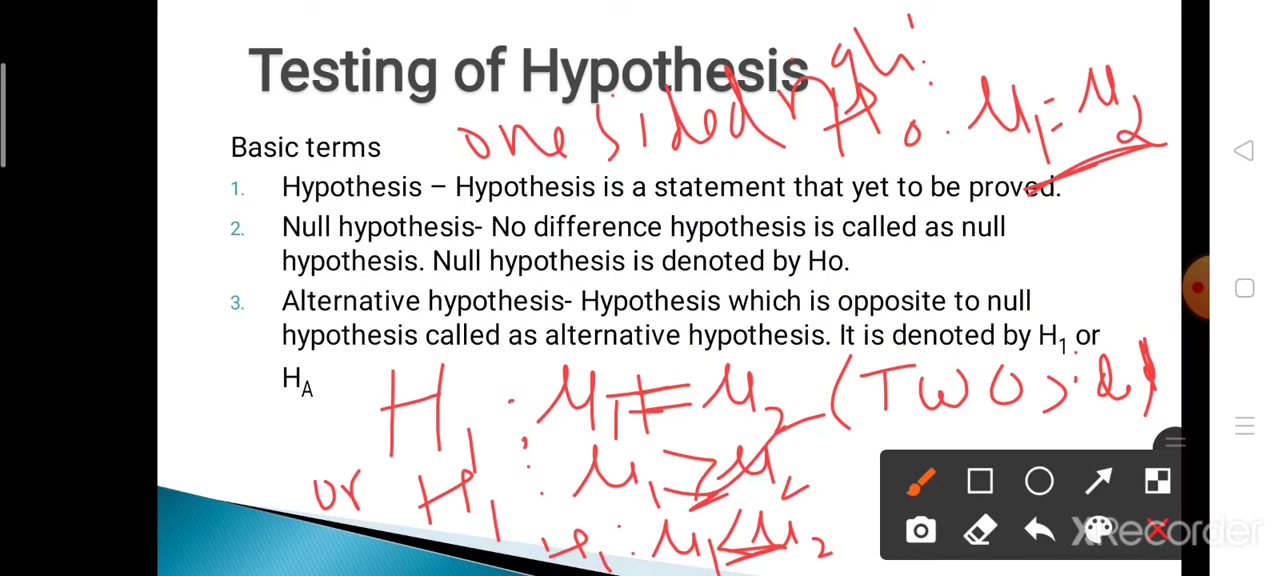 Testing of Hypothesis
one sided righ
H0 : μ1 = μ2
Basic terms
1. Hypothesis – Hypothesis is a statement that yet to be proved.
2. Null hypothesis- No difference hypothesis is called as null
hypothesis. Null hypothesis is denoted by Ho.
3. Alternative hypothesis- Hypothesis which is opposite to null
hypothesis called as alternative hypothesis. It is denoted by H1 or
HA
H1 : μ1 ≠ μ2 (TWO sided)
or H1 : μ1 > μ2
H1 : μ1 < μ2
XRecorder